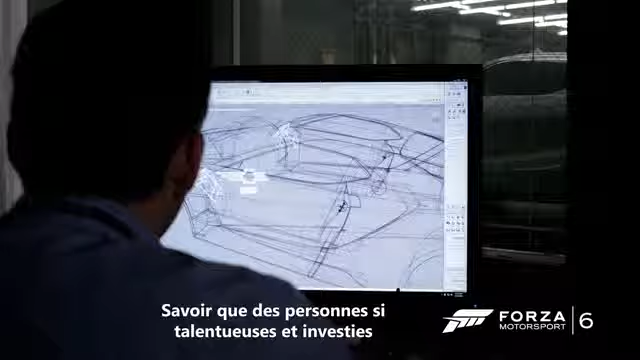 Savoir que des personnes si
talentueuses et investies
FORZA
MOTORSPORT
6